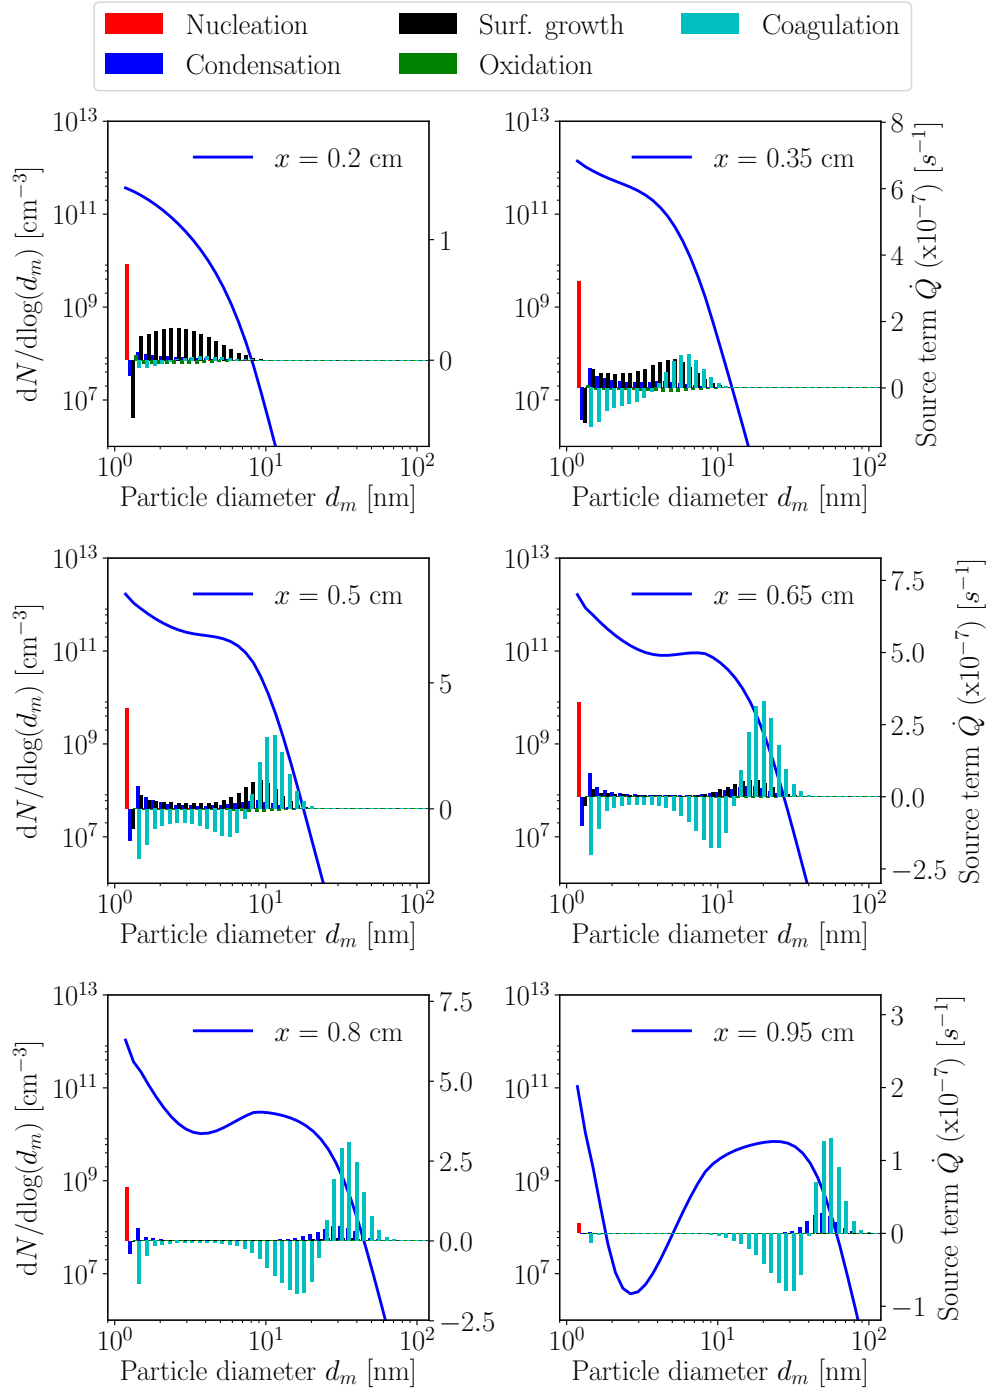 Nucleation Surf. growth Coagulation
Condensation Oxidation
10^13 10^11 10^9 10^7
dN/dlog(d_m) [cm^−3]
x = 0.2 cm
1 0
10^0 10^1 10^2
Particle diameter d_m [nm]
10^13 10^11 10^9 10^7
x = 0.35 cm
8 6 4 2 0
Source term Q̇ (x10^−7) [s^−1]
10^0 10^1 10^2
Particle diameter d_m [nm]
10^13 10^11 10^9 10^7
dN/dlog(d_m) [cm^−3]
x = 0.5 cm
5 0
10^0 10^1 10^2
Particle diameter d_m [nm]
10^13 10^11 10^9 10^7
x = 0.65 cm
7.5 5.0 2.5 0.0 −2.5
Source term Q̇ (x10^−7) [s^−1]
10^0 10^1 10^2
Particle diameter d_m [nm]
10^13 10^11 10^9 10^7
dN/dlog(d_m) [cm^−3]
x = 0.8 cm
7.5 5.0 2.5 0.0 −2.5
10^0 10^1 10^2
Particle diameter d_m [nm]
10^13 10^11 10^9 10^7
x = 0.95 cm
3 2 1 0 −1
Source term Q̇ (x10^−7) [s^−1]
10^0 10^1 10^2
Particle diameter d_m [nm]